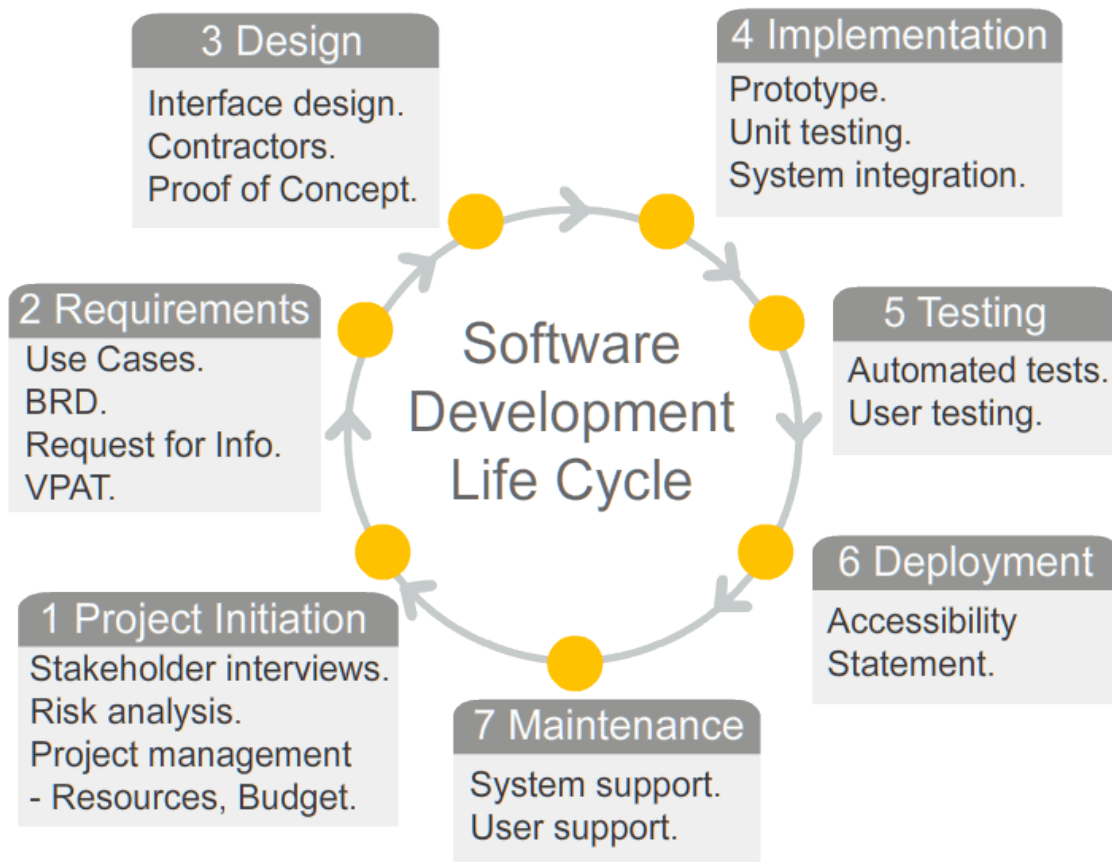 3 Design
Interface design.
Contractors.
Proof of Concept.
4 Implementation
Prototype.
Unit testing.
System integration.
2 Requirements
Use Cases.
BRD.
Request for Info.
VPAT.
Software
Development
Life Cycle
5 Testing
Automated tests.
User testing.
1 Project Initiation
Stakeholder interviews.
Risk analysis.
Project management
- Resources, Budget.
7 Maintenance
System support.
User support.
6 Deployment
Accessibility
Statement.